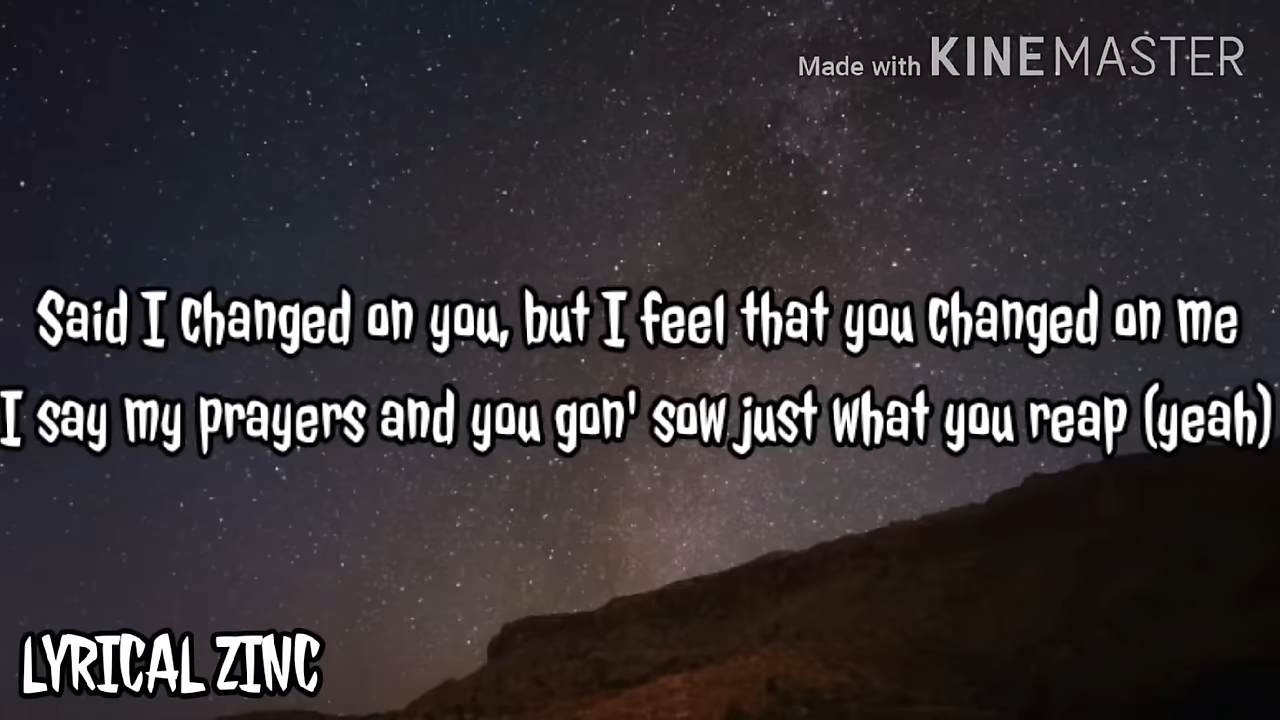 Made with KINEMASTER
Said I changed on you, but I feel that you changed on me
I say my prayers and you gon' sow just what you reap (yeah)
LYRICAL ZINC